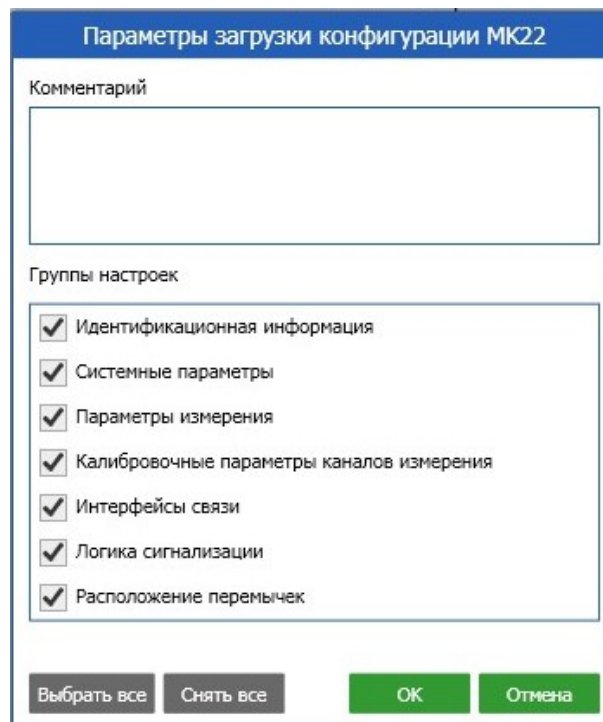 Параметры загрузки конфигурации МК22
Комментарий
Группы настроек
Идентификационная информация
Системные параметры
Параметры измерения
Калибровочные параметры каналов измерения
Интерфейсы связи
Логика сигнализации
Расположение перемычек
Выбрать все Снять все ОК Отмена